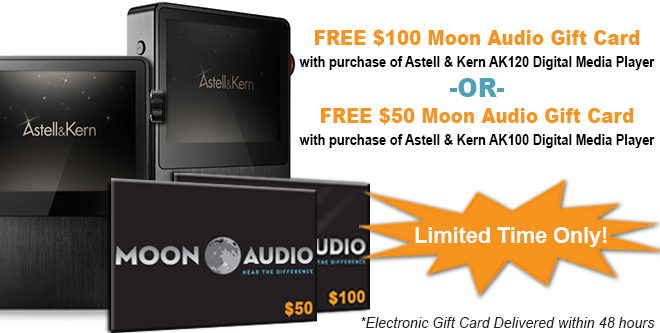 FREE $100 Moon Audio Gift Card
with purchase of Astell & Kern AK120 Digital Media Player
-OR-
FREE $50 Moon Audio Gift Card
with purchase of Astell & Kern AK100 Digital Media Player
Astell&Kern
Astell&Kern
MOON AUDIO
HEAR THE DIFFERENCE
$50
UDIO
THE DIFFERENCE
$100
Limited Time Only!
*Electronic Gift Card Delivered within 48 hours